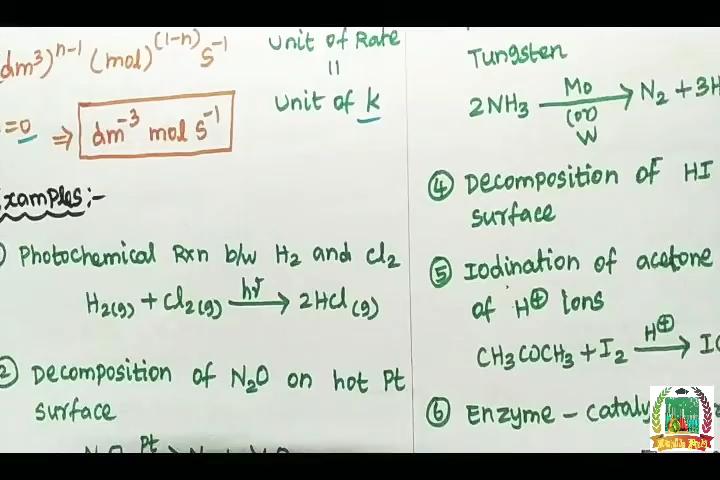 dm³)ⁿ⁻¹ (mol)⁽¹⁻ⁿ⁾ s⁻¹
=0 ⇒ dm⁻³ mol s⁻¹
unit of Rate
=
unit of k
Examples:-
Photochemical Rxn b/w H₂ and Cl₂
H₂(g) + Cl₂(g) —hν→ 2HCl(g)
② Decomposition of N₂O on hot Pt
surface
Pt
Tungsten
2NH₃ —Mo (or) W→ N₂ + 3H
④ Decomposition of HI
surface
⑤ Iodination of acetone
of H⊕ ions
CH₃COCH₃ + I₂ —H⊕→
⑥ Enzyme – cataly